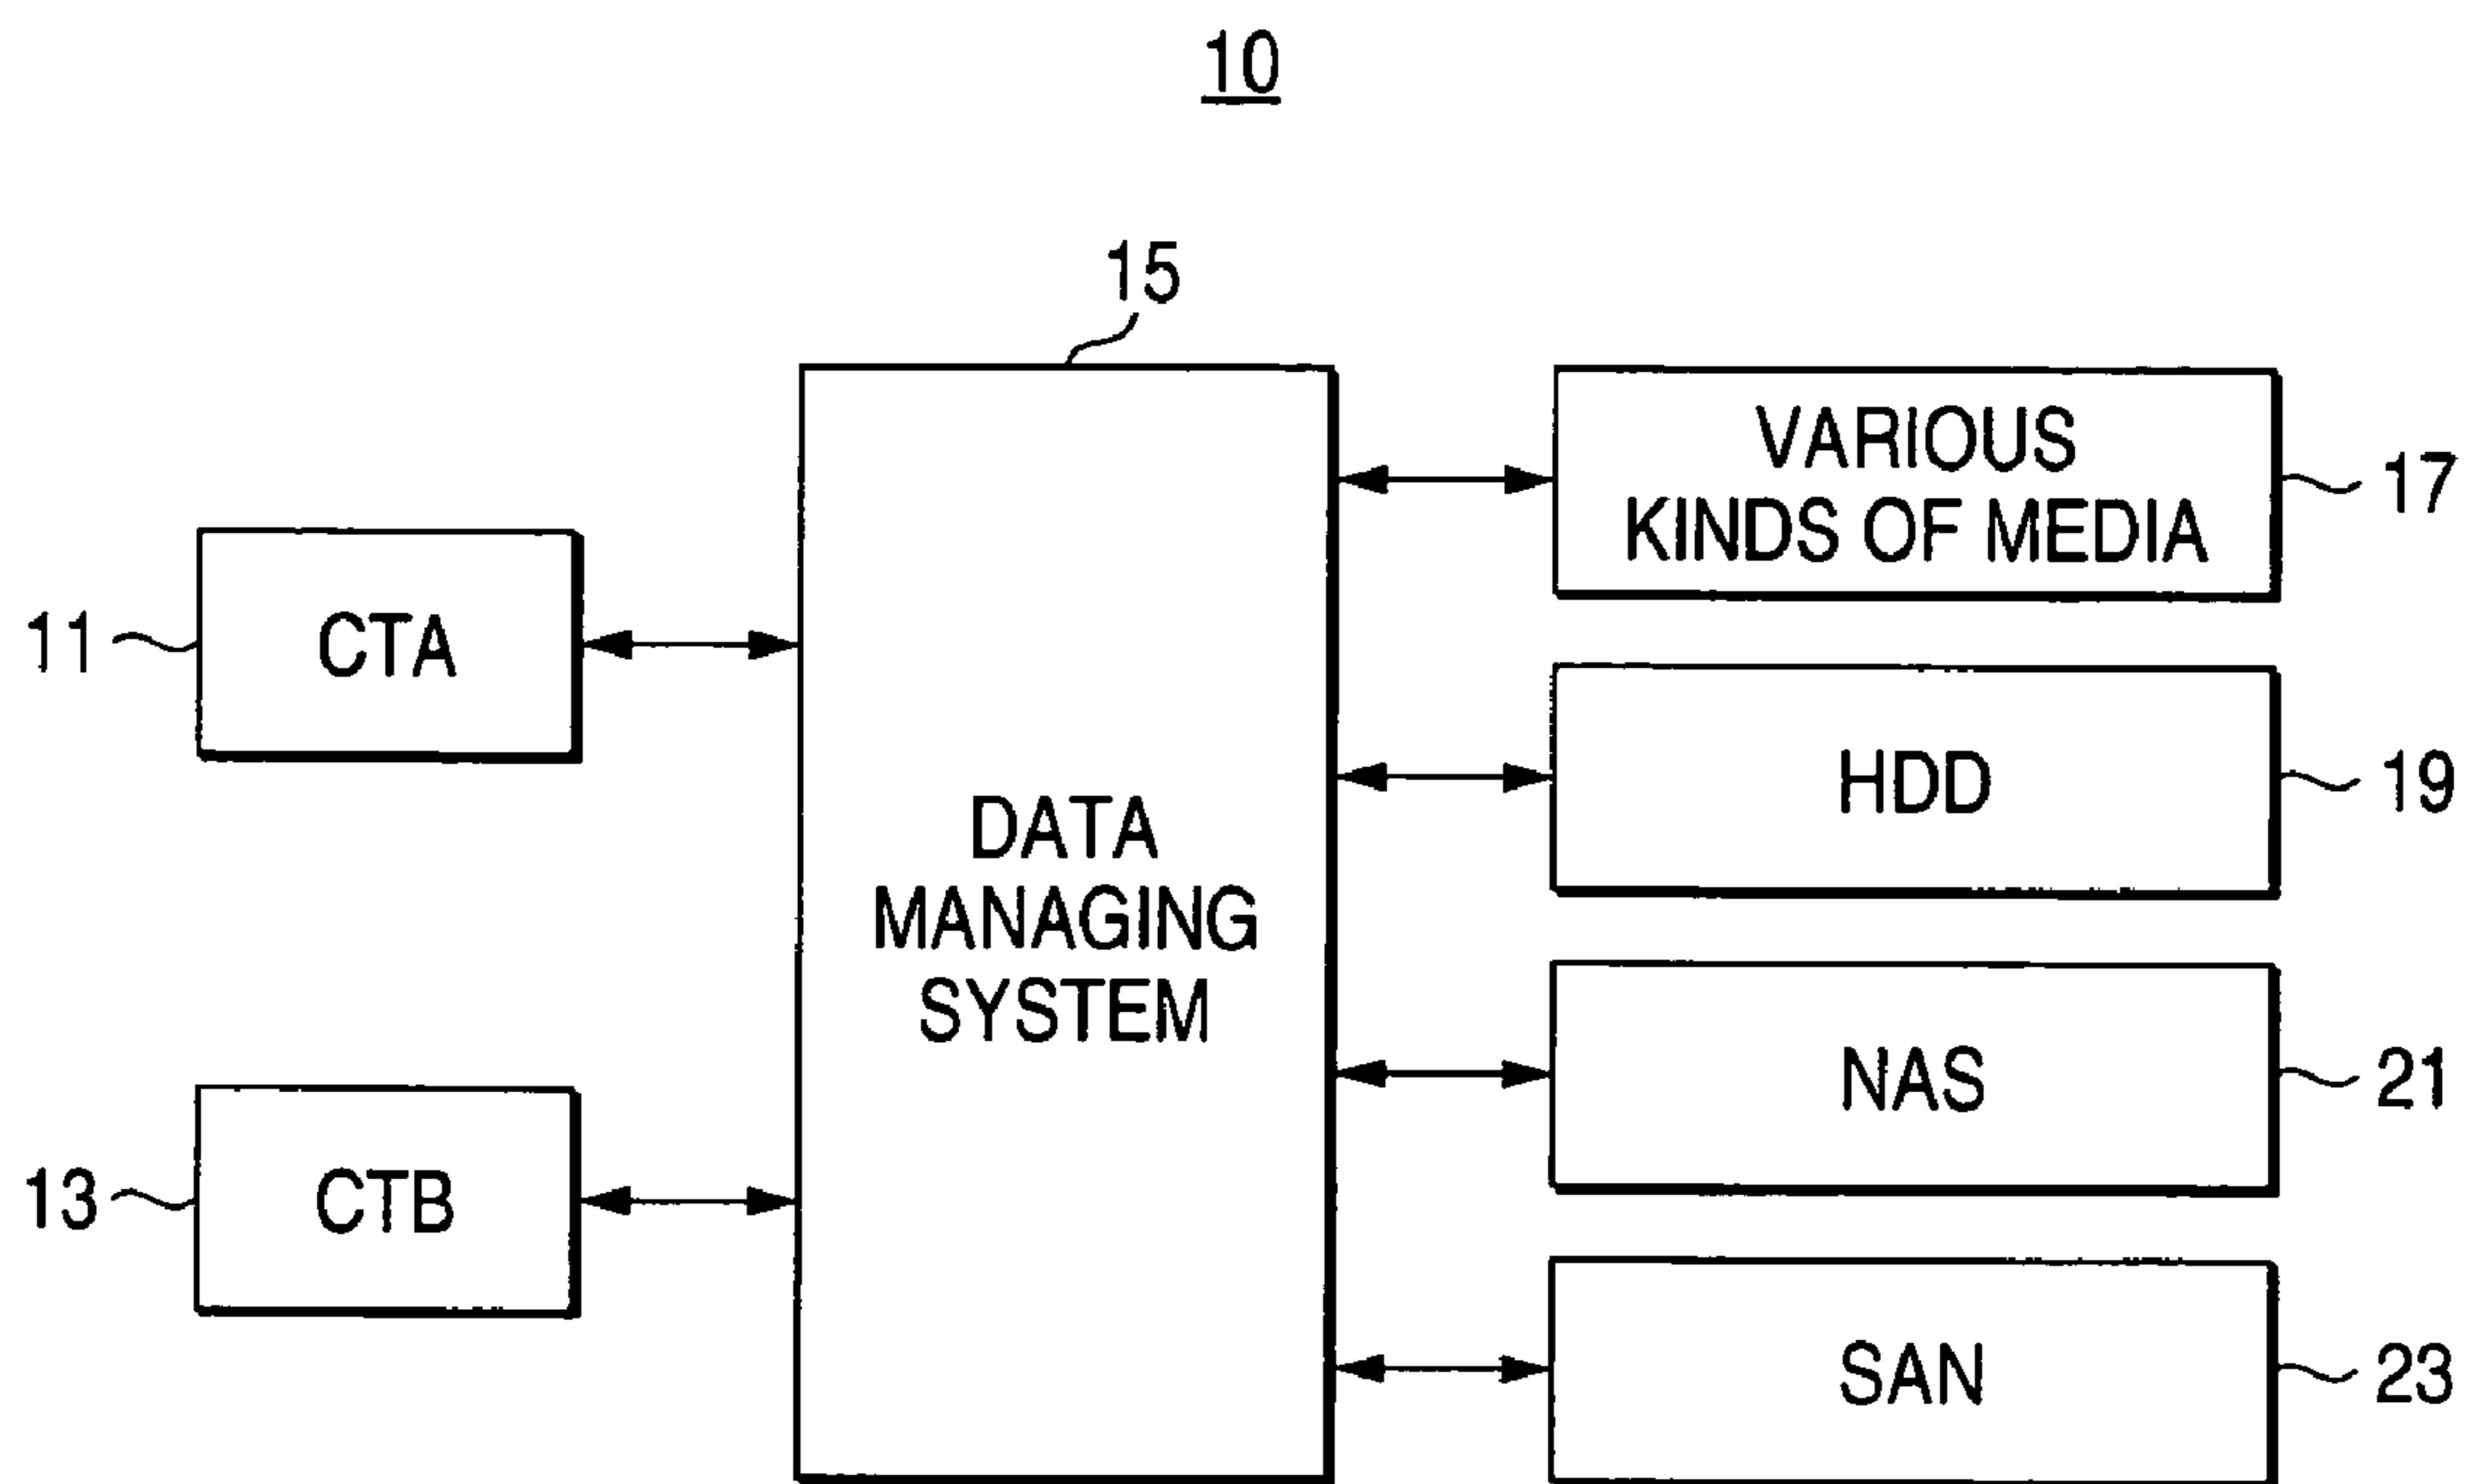 10
15
VARIOUS
KINDS OF MEDIA
17
11
CTA
HDD
19
DATA
MANAGING
SYSTEM
NAS
21
13
CTB
SAN
23